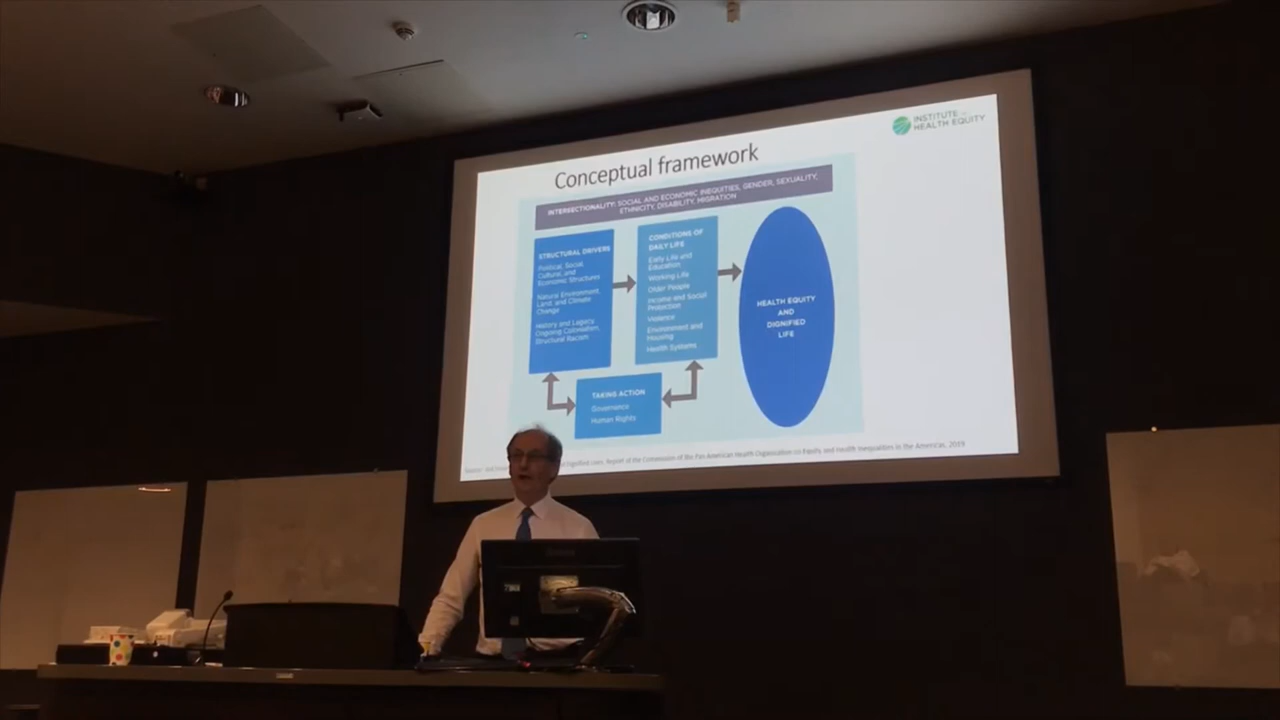 INSTITUTE
HEALTH EQUITY
Conceptual framework
INTERSECTIONALITY: SOCIAL AND ECONOMIC INEQUITIES, GENDER, SEXUALITY,
ETHNICITY, DISABILITY, MIGRATION
STRUCTURAL DRIVERS
Political, Social,
Cultural, and
Economic Structures
Natural Environment,
Land, and Climate
Change
History and Legacy,
Ongoing Colonialism,
Structural Racism
CONDITIONS OF
DAILY LIFE
Early Life and
Education
Working Life
Older People
Income and Social
Protection
Violence
Environment and
Housing
Health Systems
HEALTH EQUITY
AND
DIGNIFIED
LIFE
TAKING ACTION
Governance
Human Rights
Source: Dignified Lives, Report of the Commission of the Pan American Health Organisation on Equity and Health Inequalities in the Americas, 2019